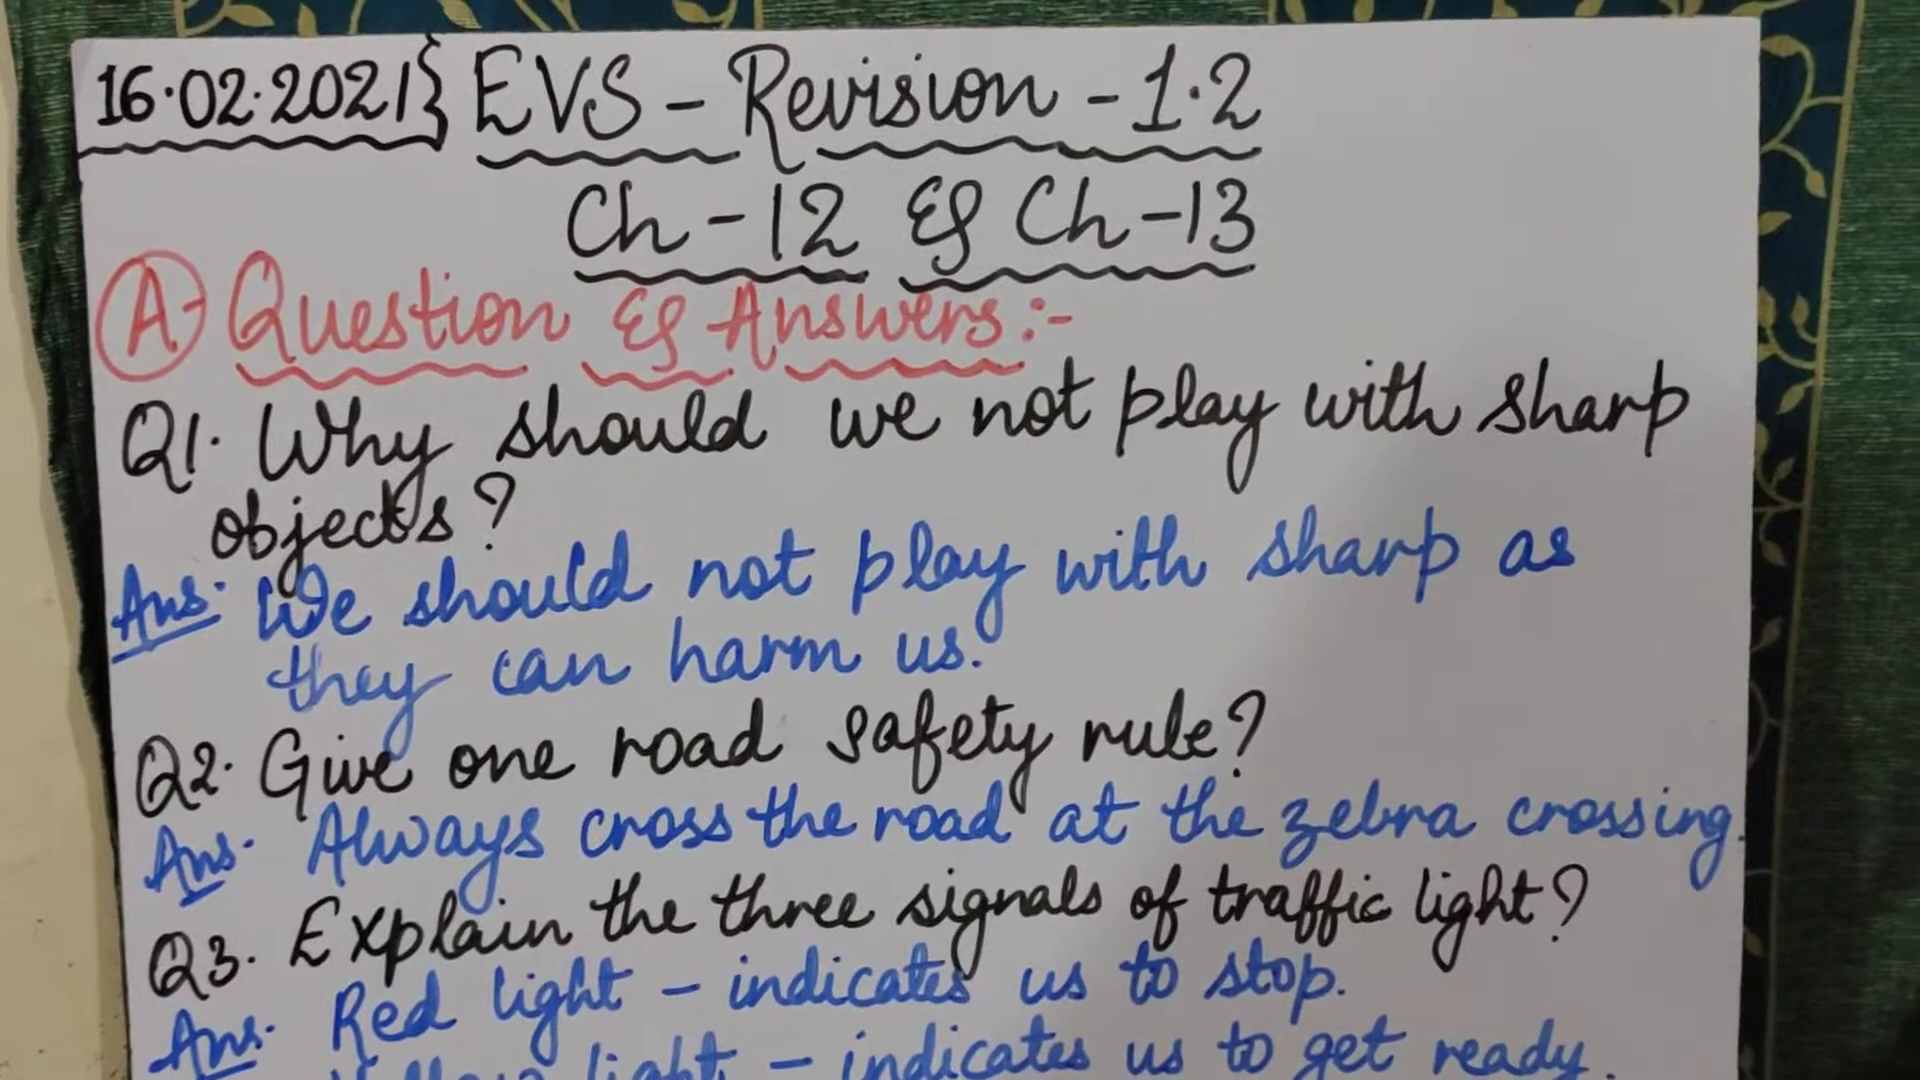 16.02.2021} EVS - Revision - 1.2
Ch - 12 & Ch - 13
A- Question & Answers:-
Q1. Why should we not play with sharp
objects?
Ans. We should not play with sharp as
they can harm us.
Q2. Give one road safety rule?
Ans. Always cross the road at the zebra crossing.
Q3. Explain the three signals of traffic light?
Ans. Red light - indicates us to stop.
Yellow light - indicates us to get ready.